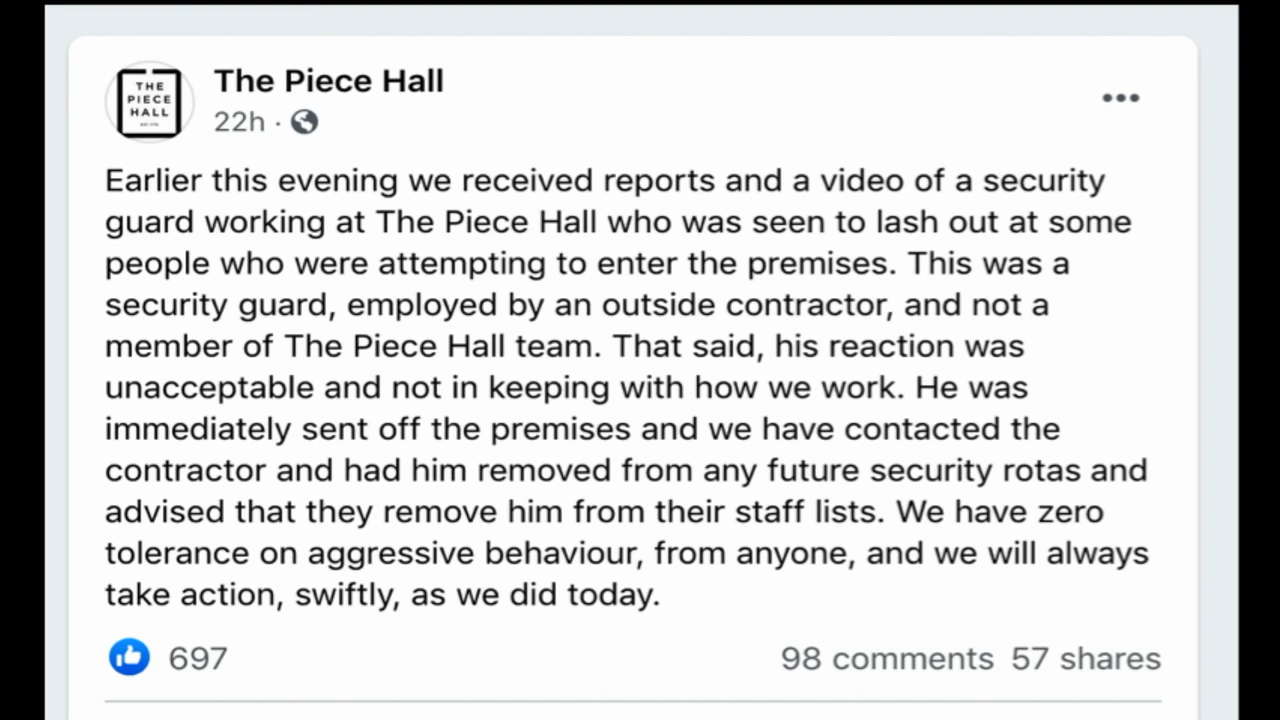 THE
PIECE
HALL
The Piece Hall
22h ·
Earlier this evening we received reports and a video of a security
guard working at The Piece Hall who was seen to lash out at some
people who were attempting to enter the premises. This was a
security guard, employed by an outside contractor, and not a
member of The Piece Hall team. That said, his reaction was
unacceptable and not in keeping with how we work. He was
immediately sent off the premises and we have contacted the
contractor and had him removed from any future security rotas and
advised that they remove him from their staff lists. We have zero
tolerance on aggressive behaviour, from anyone, and we will always
take action, swiftly, as we did today.
697
98 comments 57 shares